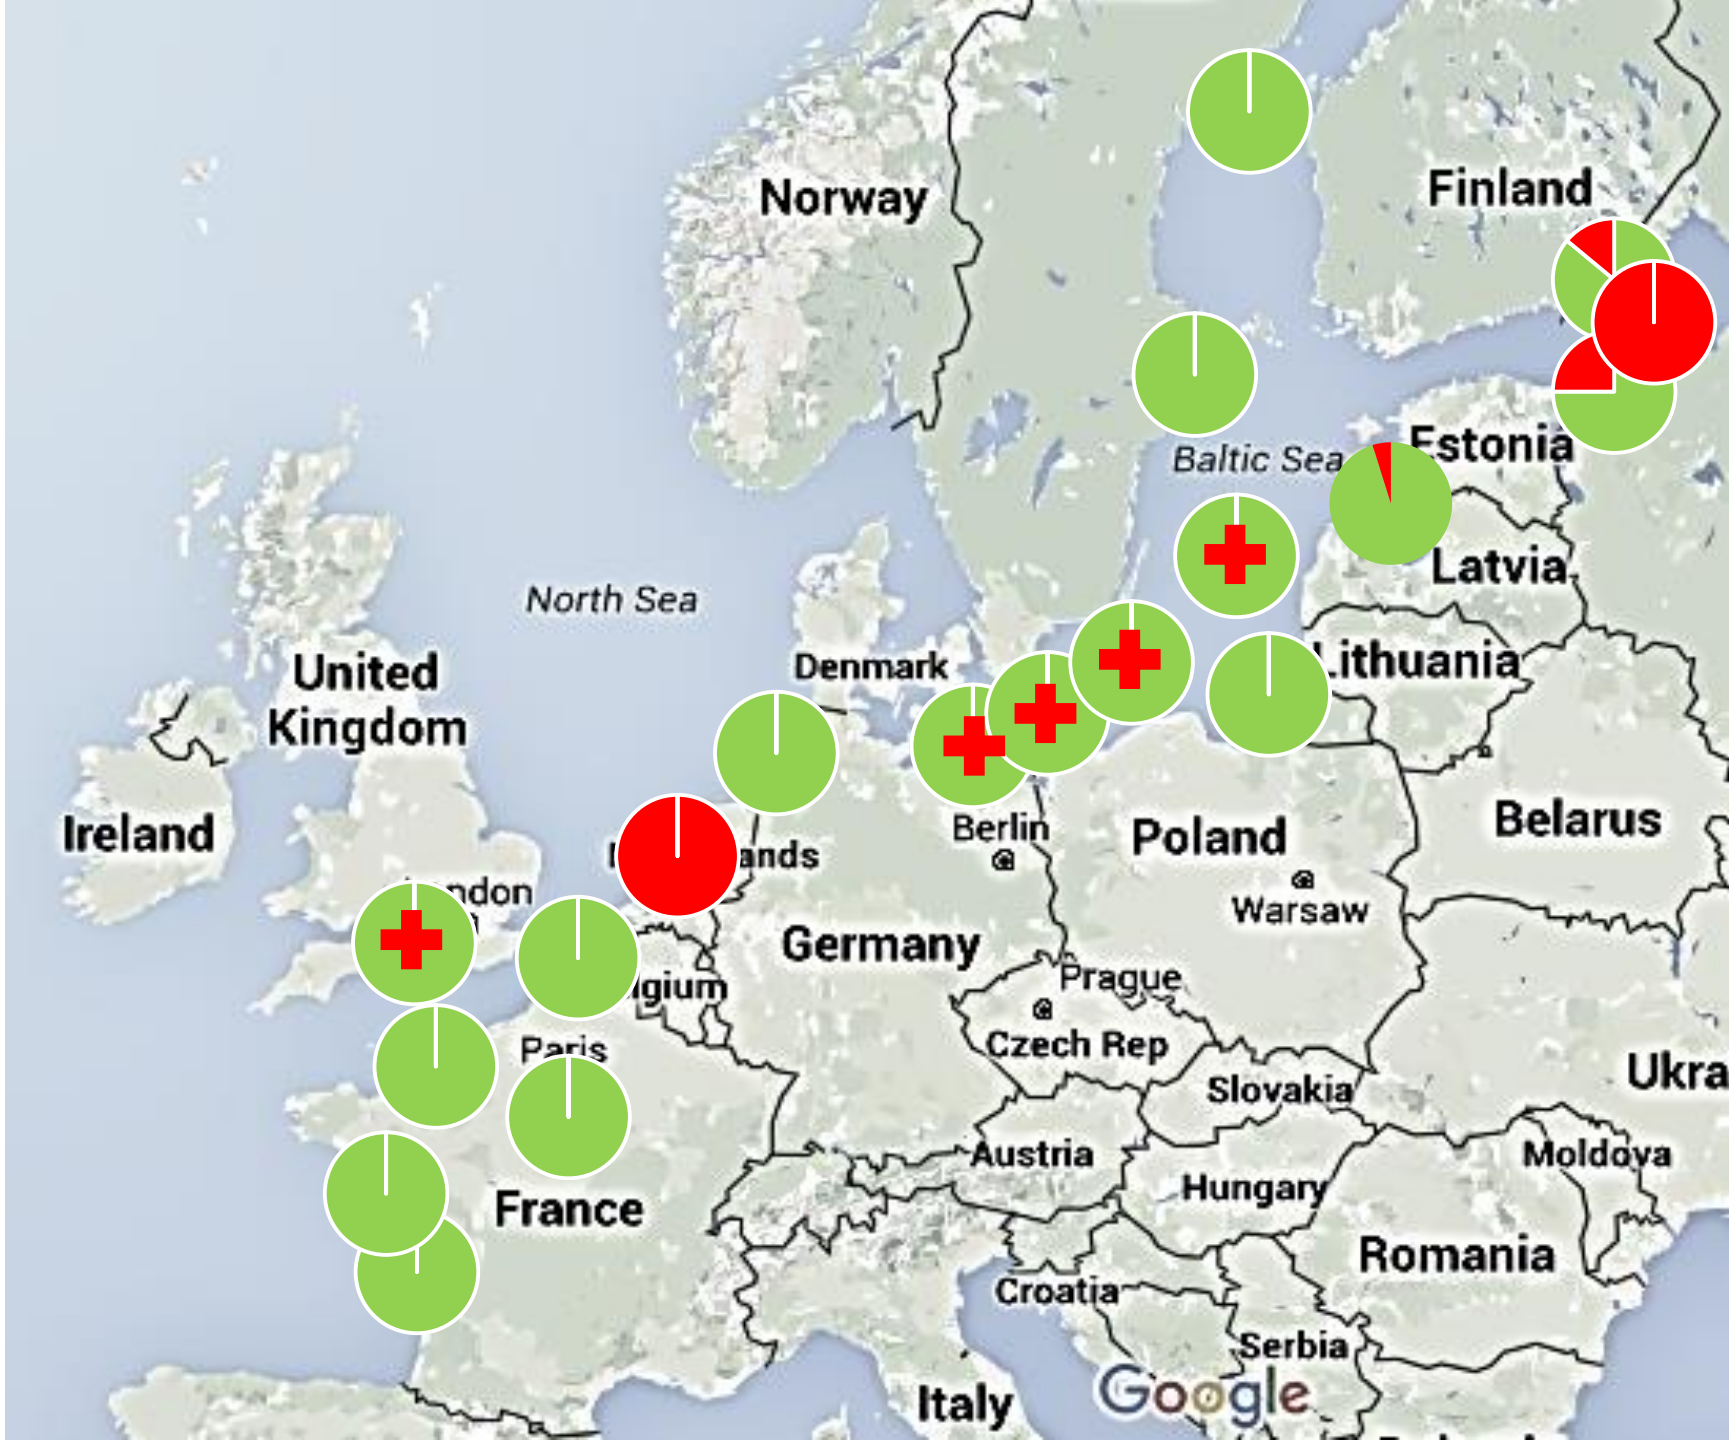 Norway
Finland
Estonia
Baltic Sea
Latvia
North Sea
Denmark
Lithuania
United
Kingdom
Ireland
Berlin
Poland
Belarus
Warsaw
Germany
Prague
Czech Rep
Paris
Slovakia
Ukra
Austria
Moldova
Hungary
France
Romania
Croatia
Serbia
Google
Italy